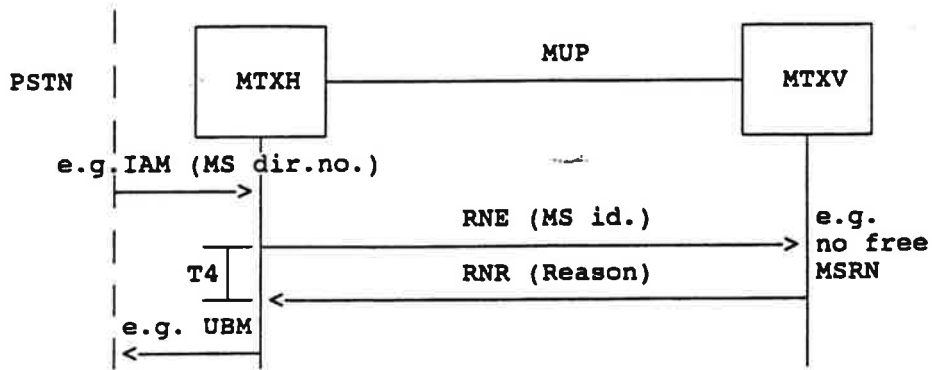 MUP
PSTN
MTXH
MTXV
e.g. IAM (MS dir.no.)
RNE (MS id.)
e.g.
no free
MSRN
T4
RNR (Reason)
e.g. UBM